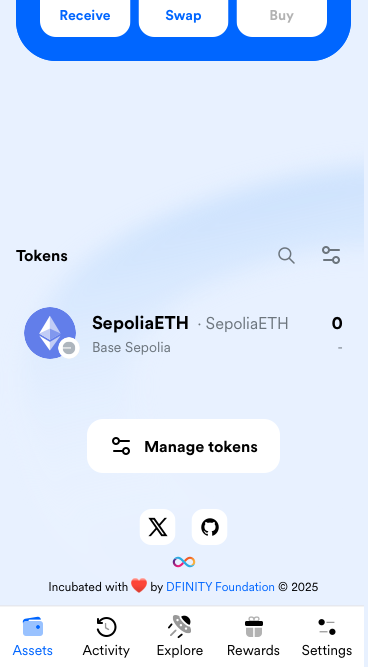 Receive
Swap
Buy
Tokens
SepoliaETH · SepoliaETH
0
Base Sepolia
-
Manage tokens
Incubated with ❤️ by DFINITY Foundation © 2025
Assets
Activity
Explore
Rewards
Settings